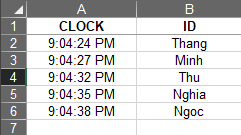 A B
1 CLOCK ID
2 9:04:24 PM Thang
3 9:04:27 PM Minh
4 9:04:32 PM Thu
5 9:04:35 PM Nghia
6 9:04:38 PM Ngoc
7